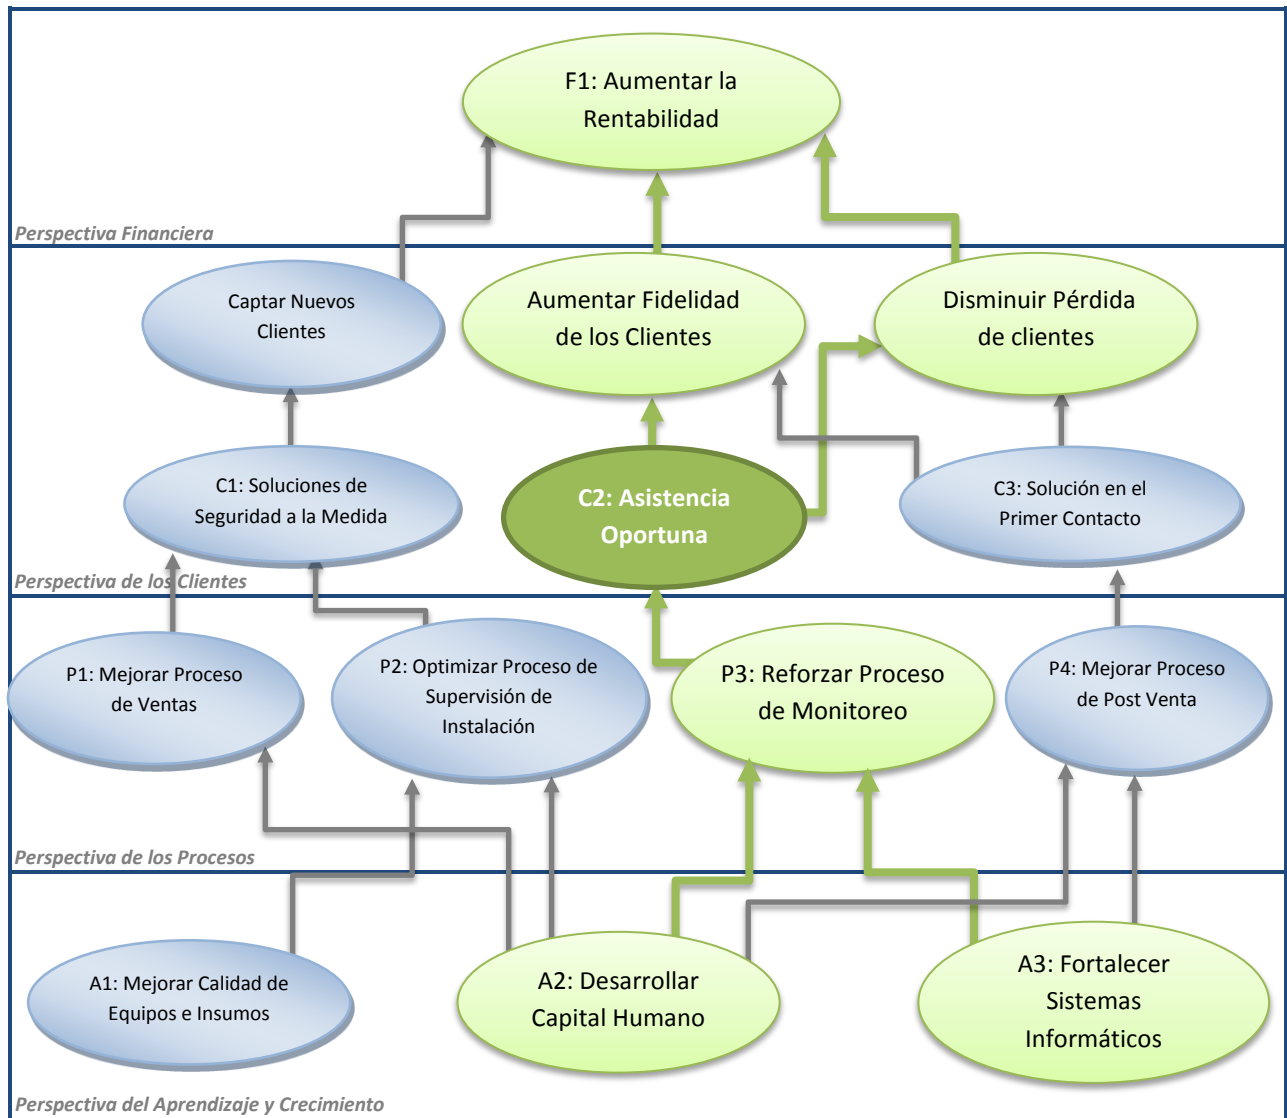 F1: Aumentar la
Rentabilidad
Perspectiva Financiera
Captar Nuevos
Clientes
Aumentar Fidelidad
de los Clientes
Disminuir Pérdida
de clientes
C1: Soluciones de
Seguridad a la Medida
C2: Asistencia
Oportuna
C3: Solución en el
Primer Contacto
Perspectiva de los Clientes
P1: Mejorar Proceso
de Ventas
P2: Optimizar Proceso de
Supervisión de
Instalación
P3: Reforzar Proceso
de Monitoreo
P4: Mejorar Proceso
de Post Venta
Perspectiva de los Procesos
A1: Mejorar Calidad de
Equipos e Insumos
A2: Desarrollar
Capital Humano
A3: Fortalecer
Sistemas
Informáticos
Perspectiva del Aprendizaje y Crecimiento